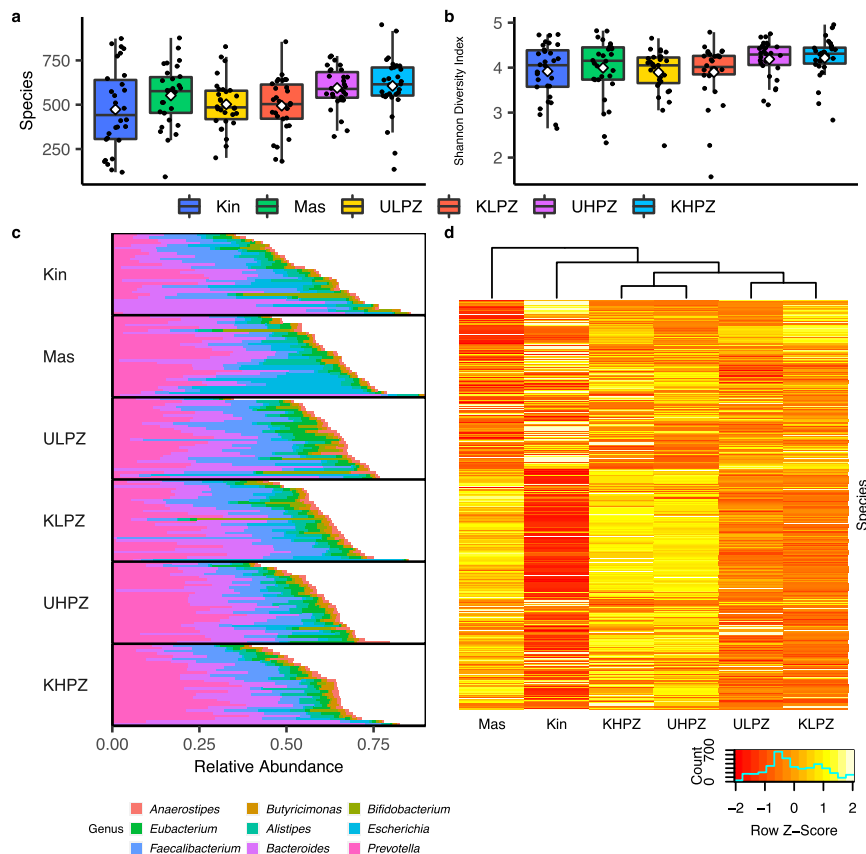 a
Species
750
500
250
b
Shannon Diversity Index
5
4
3
2
Kin Mas ULPZ KLPZ UHPZ KHPZ
c
Kin
Mas
ULPZ
KLPZ
UHPZ
KHPZ
0.00 0.25 0.50 0.75
Relative Abundance
Genus
Anaerostipes Butyricimonas Bifidobacterium
Eubacterium Alistipes Escherichia
Faecalibacterium Bacteroides Prevotella
d
Species
Mas Kin KHPZ UHPZ ULPZ KLPZ
Count
0 700
−2 −1 0 1 2
Row Z−Score